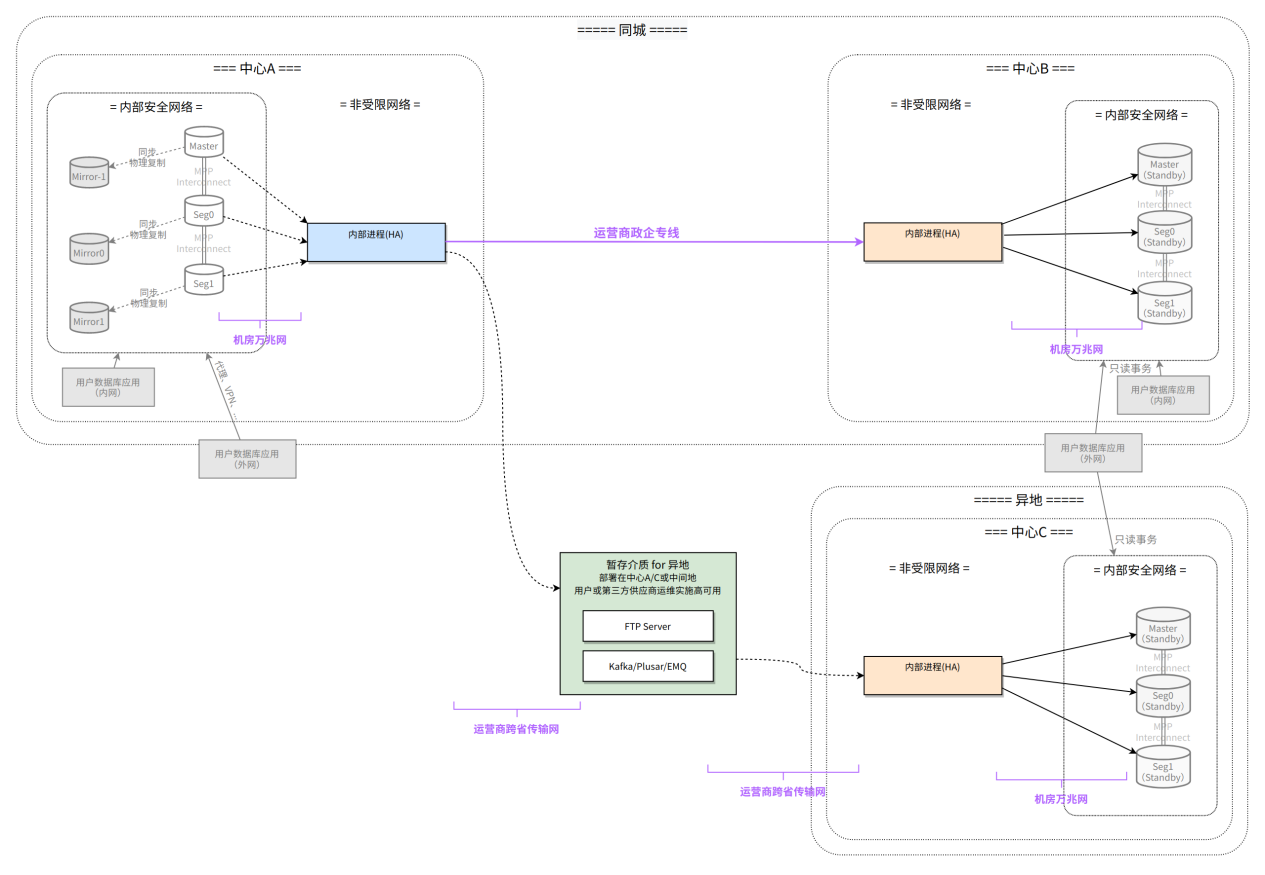 ===== 同城 =====
=== 中心A ===
= 内部安全网络 =
= 非受限网络 =
Master
同步
物理复制
Mirror-1
MPP
Interconnect
Seg0
同步
物理复制
Mirror0
MPP
Interconnect
Seg1
同步
物理复制
Mirror1
内部进程(HA)
机房万兆网
用户数据库应用
（内网）
代理、VPN、...
用户数据库应用
（外网）
运营商政企专线
=== 中心B ===
= 非受限网络 =
= 内部安全网络 =
内部进程(HA)
Master
（Standby）
MPP
Interconnect
Seg0
（Standby）
MPP
Interconnect
Seg1
（Standby）
机房万兆网
只读事务
用户数据库应用
（内网）
用户数据库应用
（外网）
只读事务
===== 异地 =====
=== 中心C ===
= 非受限网络 =
= 内部安全网络 =
暂存介质 for 异地
部署在中心A/C或中间地
用户或第三方供应商运维实施高可用
FTP Server
Kafka/Plusar/EMQ
运营商跨省传输网
运营商跨省传输网
内部进程(HA)
Master
（Standby）
MPP
Interconnect
Seg0
（Standby）
MPP
Interconnect
Seg1
（Standby）
机房万兆网